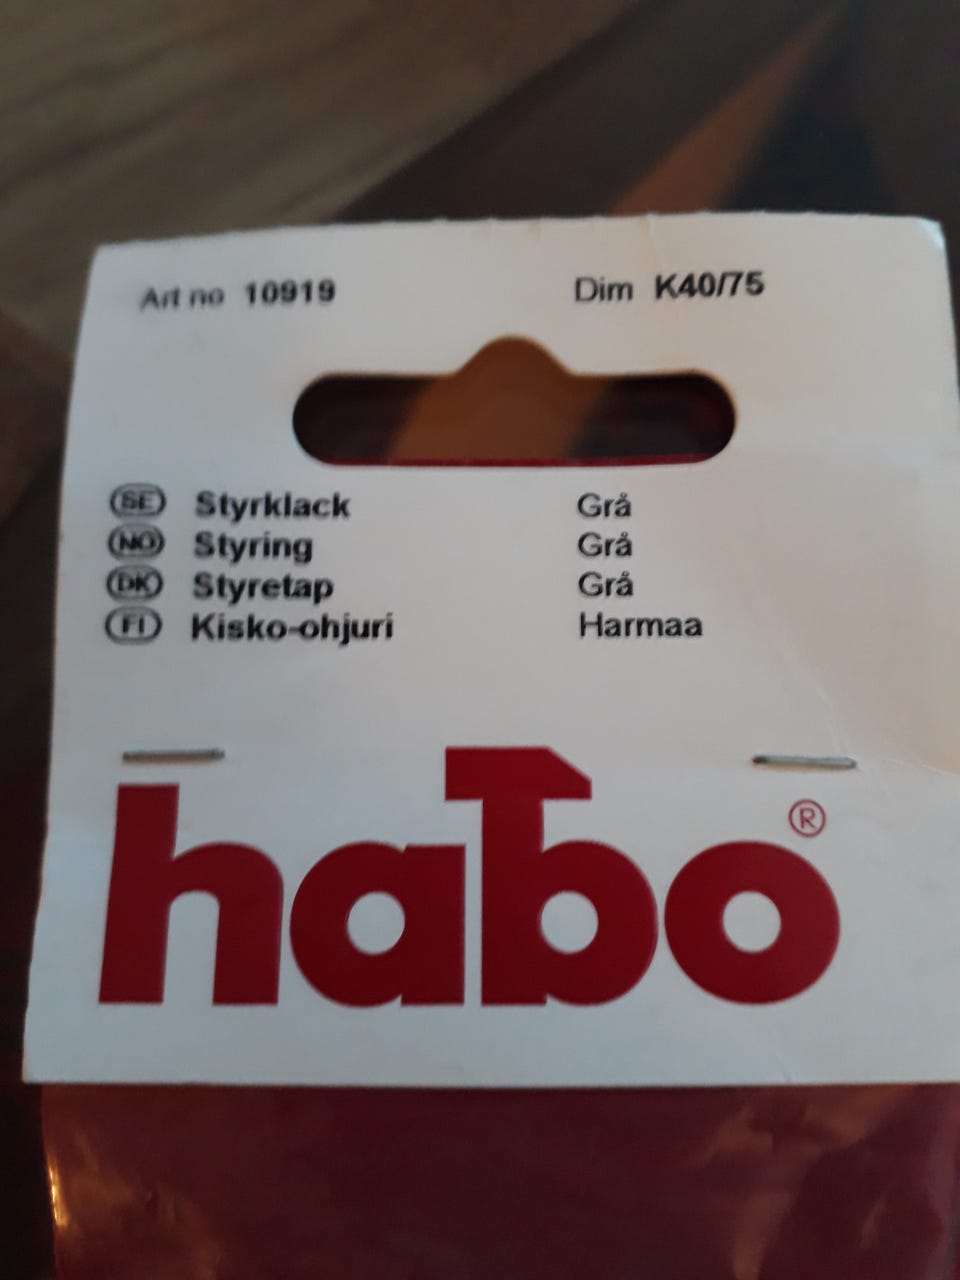 Art no 10919 Dim K40/75
SE Styrklack Grå
NO Styring Grå
DK Styretap Grå
FI Kisko-ohjuri Harmaa
habo®